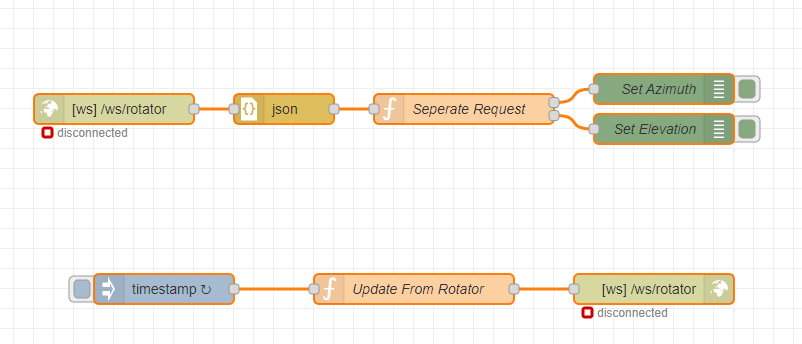 Set Azimuth
[ws] /ws/rotator
json
Seperate Request
Set Elevation
disconnected
timestamp ↻
Update From Rotator
[ws] /ws/rotator
disconnected